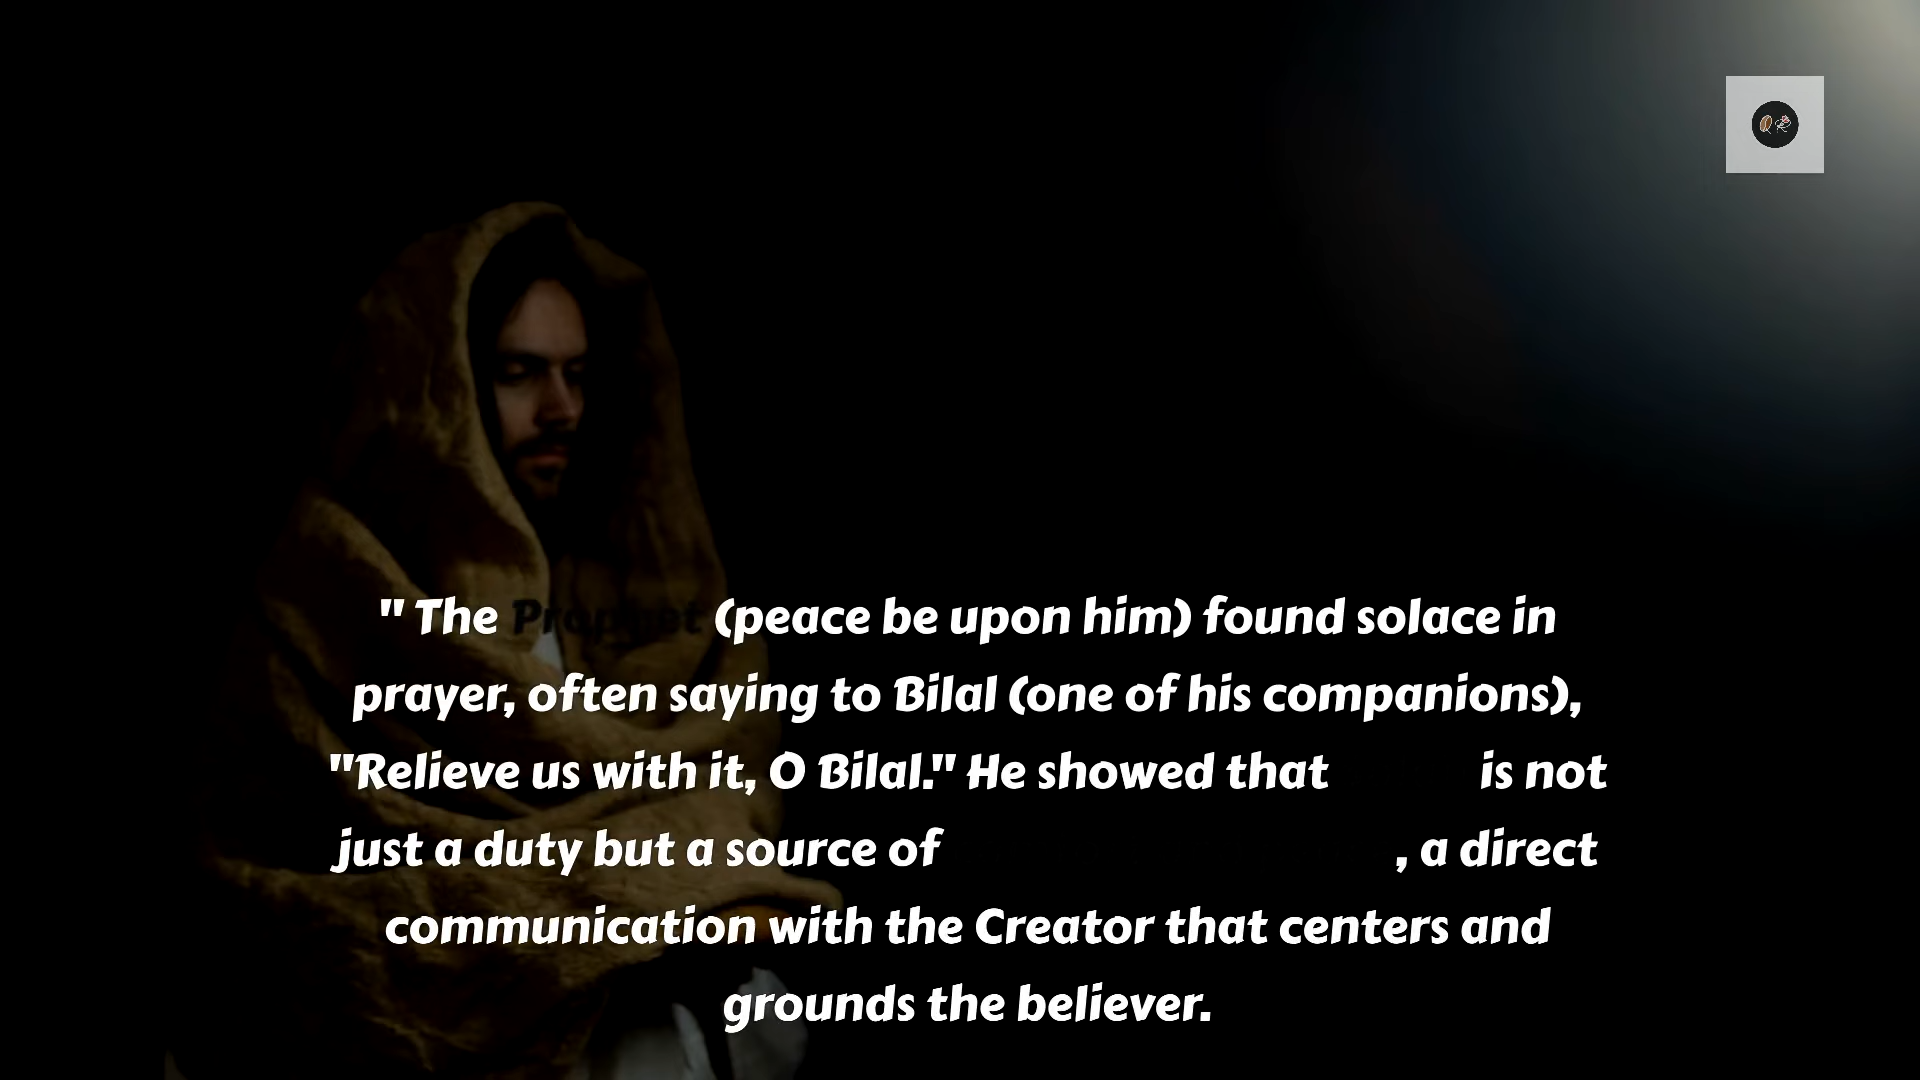 " The Prophet (peace be upon him) found solace in
prayer, often saying to Bilal (one of his companions),
"Relieve us with it, O Bilal." He showed that is not
just a duty but a source of , a direct
communication with the Creator that centers and
grounds the believer.